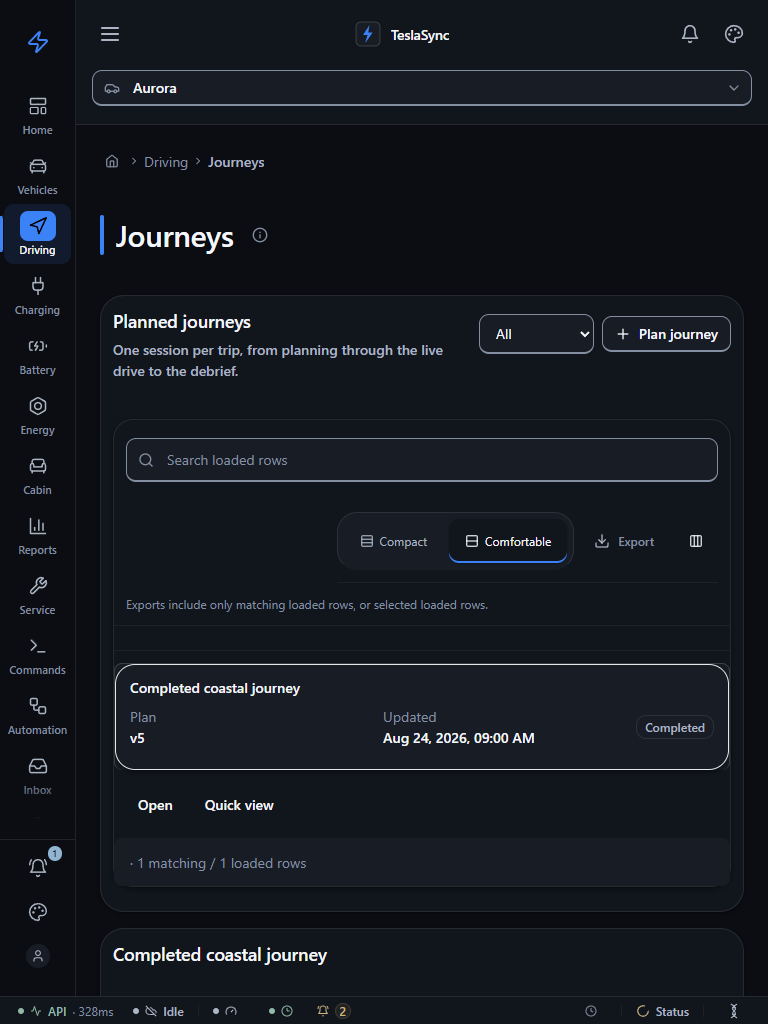 TeslaSync
Aurora
Home
Vehicles
Driving
Charging
Battery
Energy
Cabin
Reports
Service
Commands
Automation
Inbox
1
Driving
Journeys
Journeys
Planned journeys
One session per trip, from planning through the live
drive to the debrief.
All
Plan journey
Search loaded rows
Compact
Comfortable
Export
Exports include only matching loaded rows, or selected loaded rows.
Completed coastal journey
Plan
v5
Updated
Aug 24, 2026, 09:00 AM
Completed
Open
Quick view
· 1 matching / 1 loaded rows
Completed coastal journey
API · 328ms
Idle
2
Status